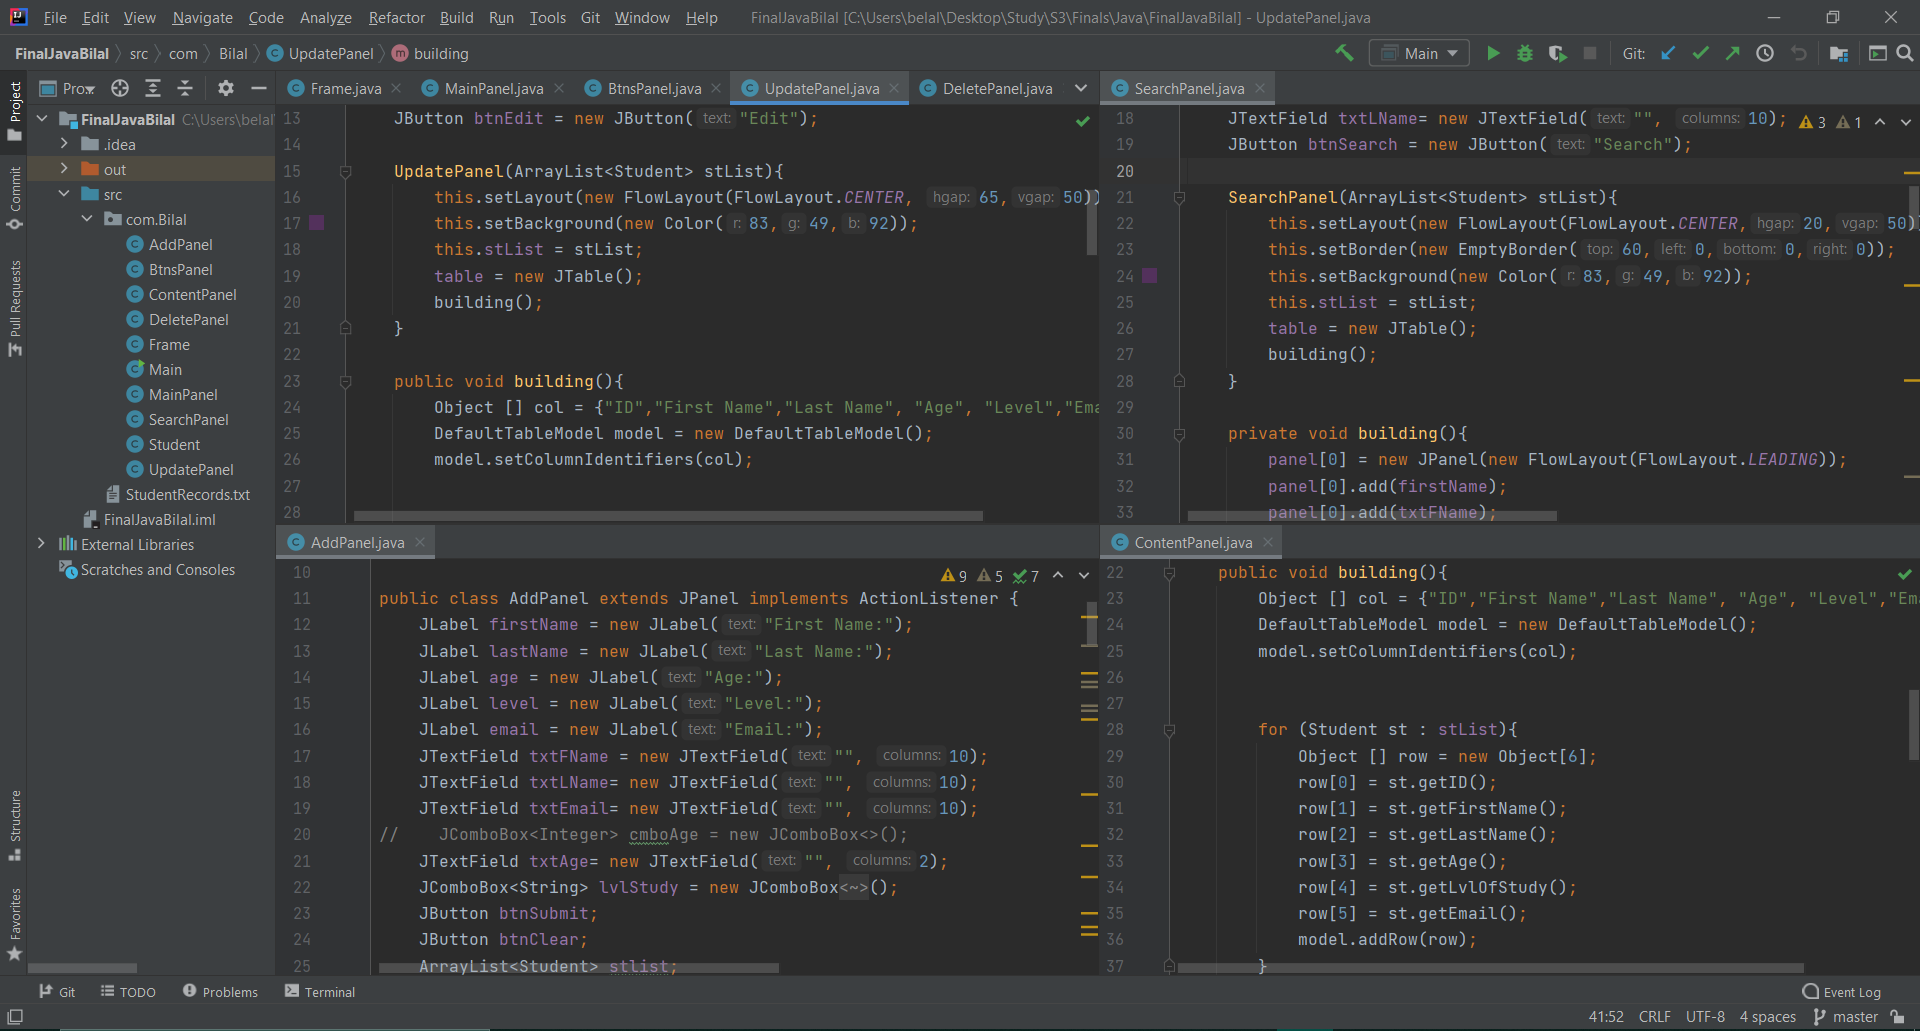 File Edit View Navigate Code Analyze Refactor Build Run Tools Git Window Help FinalJavaBilal [C:\Users\belal\Desktop\Study\S3\Finals\Java\FinalJavaBilal] - UpdatePanel.java
FinalJavaBilal src com Bilal UpdatePanel building Main Git:
Project
Commit
Pull Requests
Structure
Favorites
Pro...
FinalJavaBilal C:\Users\belal
.idea
out
src
com.Bilal
AddPanel
BtnsPanel
ContentPanel
DeletePanel
Frame
Main
MainPanel
SearchPanel
Student
UpdatePanel
StudentRecords.txt
FinalJavaBilal.iml
External Libraries
Scratches and Consoles
Frame.java MainPanel.java BtnsPanel.java UpdatePanel.java DeletePanel.java
13 JButton btnEdit = new JButton( text: "Edit");
14
15 UpdatePanel(ArrayList<Student> stList){
16 this.setLayout(new FlowLayout(FlowLayout.CENTER, hgap: 65, vgap: 50))
17 this.setBackground(new Color( r: 83, g: 49, b: 92));
18 this.stList = stList;
19 table = new JTable();
20 building();
21 }
22
23 public void building(){
24 Object [] col = {"ID","First Name","Last Name", "Age", "Level","Ema
25 DefaultTableModel model = new DefaultTableModel();
26 model.setColumnIdentifiers(col);
27
28
SearchPanel.java
18 JTextField txtLName= new JTextField( text: "", columns: 10); 3 1
19 JButton btnSearch = new JButton( text: "Search");
20
21 SearchPanel(ArrayList<Student> stList){
22 this.setLayout(new FlowLayout(FlowLayout.CENTER, hgap: 20, vgap: 50))
23 this.setBorder(new EmptyBorder( top: 60, left: 0, bottom: 0, right: 0));
24 this.setBackground(new Color( r: 83, g: 49, b: 92));
25 this.stList = stList;
26 table = new JTable();
27 building();
28 }
29
30 private void building(){
31 panel[0] = new JPanel(new FlowLayout(FlowLayout.LEADING));
32 panel[0].add(firstName);
33 panel[0].add(txtFName);
AddPanel.java
10 9 5 7
11 public class AddPanel extends JPanel implements ActionListener {
12 JLabel firstName = new JLabel( text: "First Name:");
13 JLabel lastName = new JLabel( text: "Last Name:");
14 JLabel age = new JLabel( text: "Age:");
15 JLabel level = new JLabel( text: "Level:");
16 JLabel email = new JLabel( text: "Email:");
17 JTextField txtFName = new JTextField( text: "", columns: 10);
18 JTextField txtLName= new JTextField( text: "", columns: 10);
19 JTextField txtEmail= new JTextField( text: "", columns: 10);
20 // JComboBox<Integer> cmboAge = new JComboBox<>();
21 JTextField txtAge= new JTextField( text: "", columns: 2);
22 JComboBox<String> lvlStudy = new JComboBox<~>();
23 JButton btnSubmit;
24 JButton btnClear;
25 ArrayList<Student> stlist;
ContentPanel.java
22 public void building(){
23 Object [] col = {"ID","First Name","Last Name", "Age", "Level","Ema
24 DefaultTableModel model = new DefaultTableModel();
25 model.setColumnIdentifiers(col);
26
27
28 for (Student st : stList){
29 Object [] row = new Object[6];
30 row[0] = st.getID();
31 row[1] = st.getFirstName();
32 row[2] = st.getLastName();
33 row[3] = st.getAge();
34 row[4] = st.getLvlOfStudy();
35 row[5] = st.getEmail();
36 model.addRow(row);
37 }
Git TODO Problems Terminal Event Log
41:52 CRLF UTF-8 4 spaces master